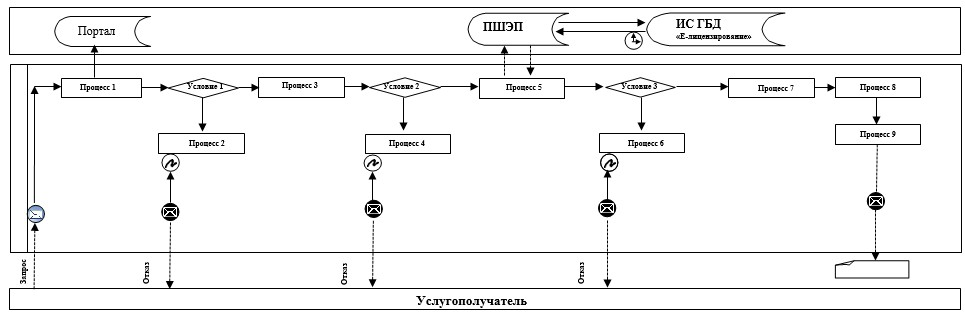 Портал
ПШЭП
ИС ГБД
«Е-лицензирование»
Процесс 1
Условие 1
Процесс 3
Условие 2
Процесс 5
Условие 3
Процесс 7
Процесс 8
Процесс 2
Процесс 4
Процесс 6
Процесс 9
Запрос
Отказ
Отказ
Отказ
Услугополучатель